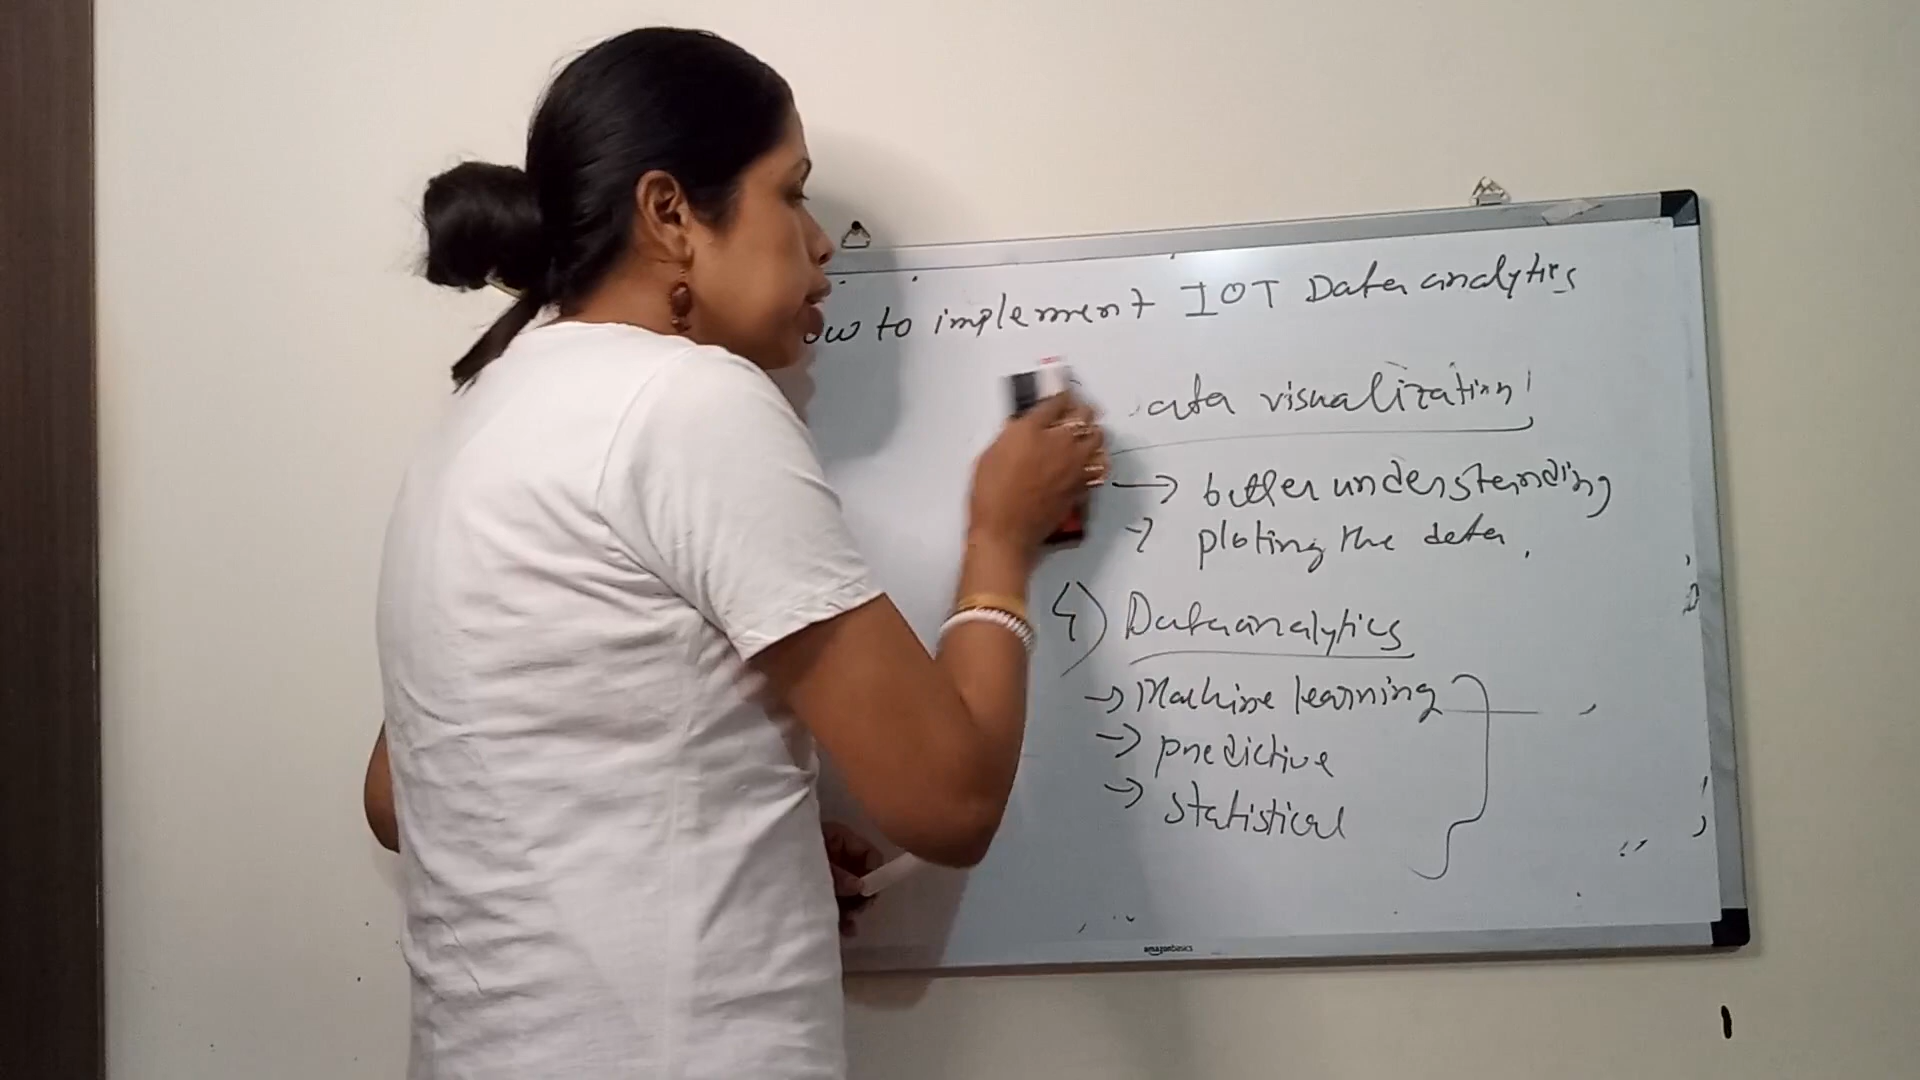 ow to implement IOT Data analytics
ata visualization
→ better understanding
→ ploting the data
4) Data analytics
→ Machine learning
→ predictive
→ statistical
amazonbasics